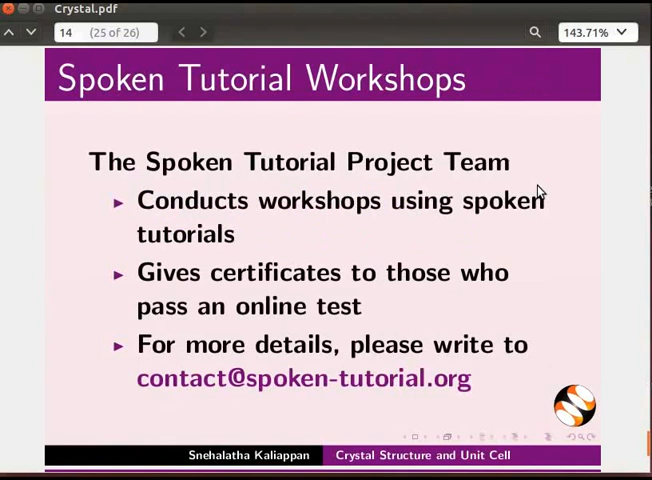 Crystal.pdf
14 (25 of 26) 143.71%
Spoken Tutorial Workshops
The Spoken Tutorial Project Team
Conducts workshops using spoken
tutorials
Gives certificates to those who
pass an online test
For more details, please write to
contact@spoken-tutorial.org
Snehalatha Kaliappan Crystal Structure and Unit Cell